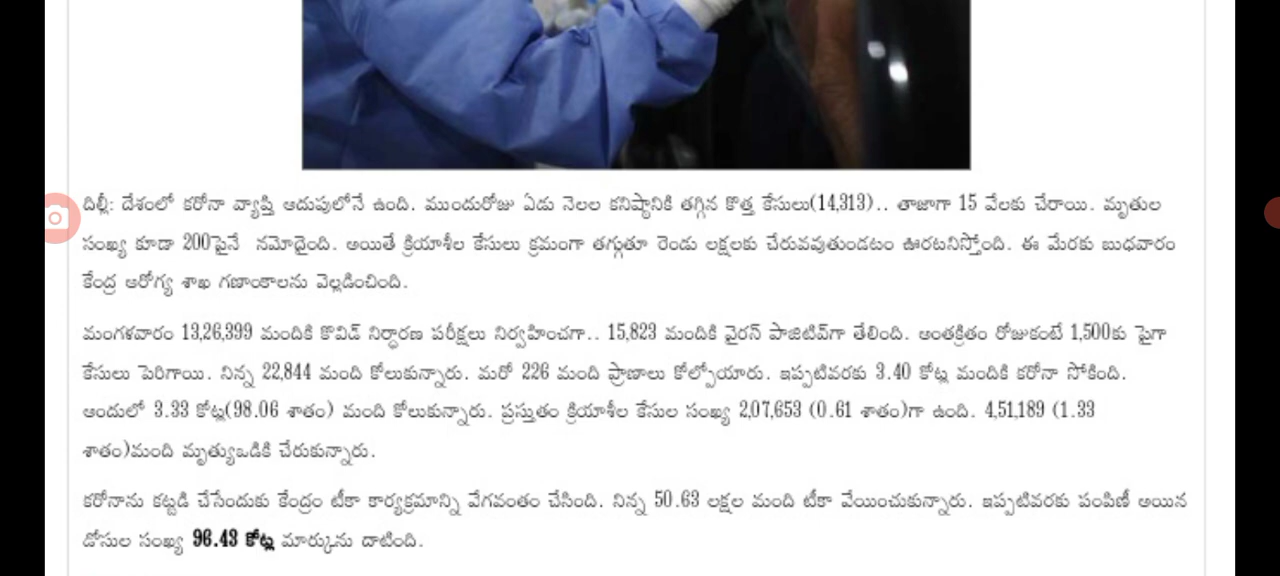 దిల్లీ: దేశంలో కరోనా వ్యాప్తి అదుపులోనే ఉంది. ముందురోజు ఏడు నెలల కనిష్ఠానికి తగ్గిన కొత్త కేసులు(14,313).. తాజాగా 15 వేలకు చేరాయి. మృతుల
సంఖ్య కూడా 200పైనే నమోదైంది. అయితే క్రియాశీల కేసులు క్రమంగా తగ్గుతూ రెండు లక్షలకు చేరువవుతుండటం ఊరటనిస్తోంది. ఈ మేరకు బుధవారం
కేంద్ర ఆరోగ్య శాఖ గణాంకాలను వెల్లడించింది.
మంగళవారం 13,26,399 మందికి కొవిడ్ నిర్ధారణ పరీక్షలు నిర్వహించగా.. 15,823 మందికి వైరస్ పాజిటివ్‌గా తేలింది. అంతక్రితం రోజుకంటే 1,500కు పైగా
కేసులు పెరిగాయి. నిన్న 22,844 మంది కోలుకున్నారు. మరో 226 మంది ప్రాణాలు కోల్పోయారు. ఇప్పటివరకు 3.40 కోట్ల మందికి కరోనా సోకింది.
అందులో 3.33 కోట్ల(98.06 శాతం) మంది కోలుకున్నారు. ప్రస్తుతం క్రియాశీల కేసుల సంఖ్య 2,07,653 (0.61 శాతం)గా ఉంది. 4,51,189 (1.33
శాతం)మంది మృత్యుఒడికి చేరుకున్నారు.
కరోనాను కట్టడి చేసేందుకు కేంద్రం టీకా కార్యక్రమాన్ని వేగవంతం చేసింది. నిన్న 50.63 లక్షల మంది టీకా వేయించుకున్నారు. ఇప్పటివరకు పంపిణీ అయిన
డోసుల సంఖ్య 96.43 కోట్ల మార్కును దాటింది.